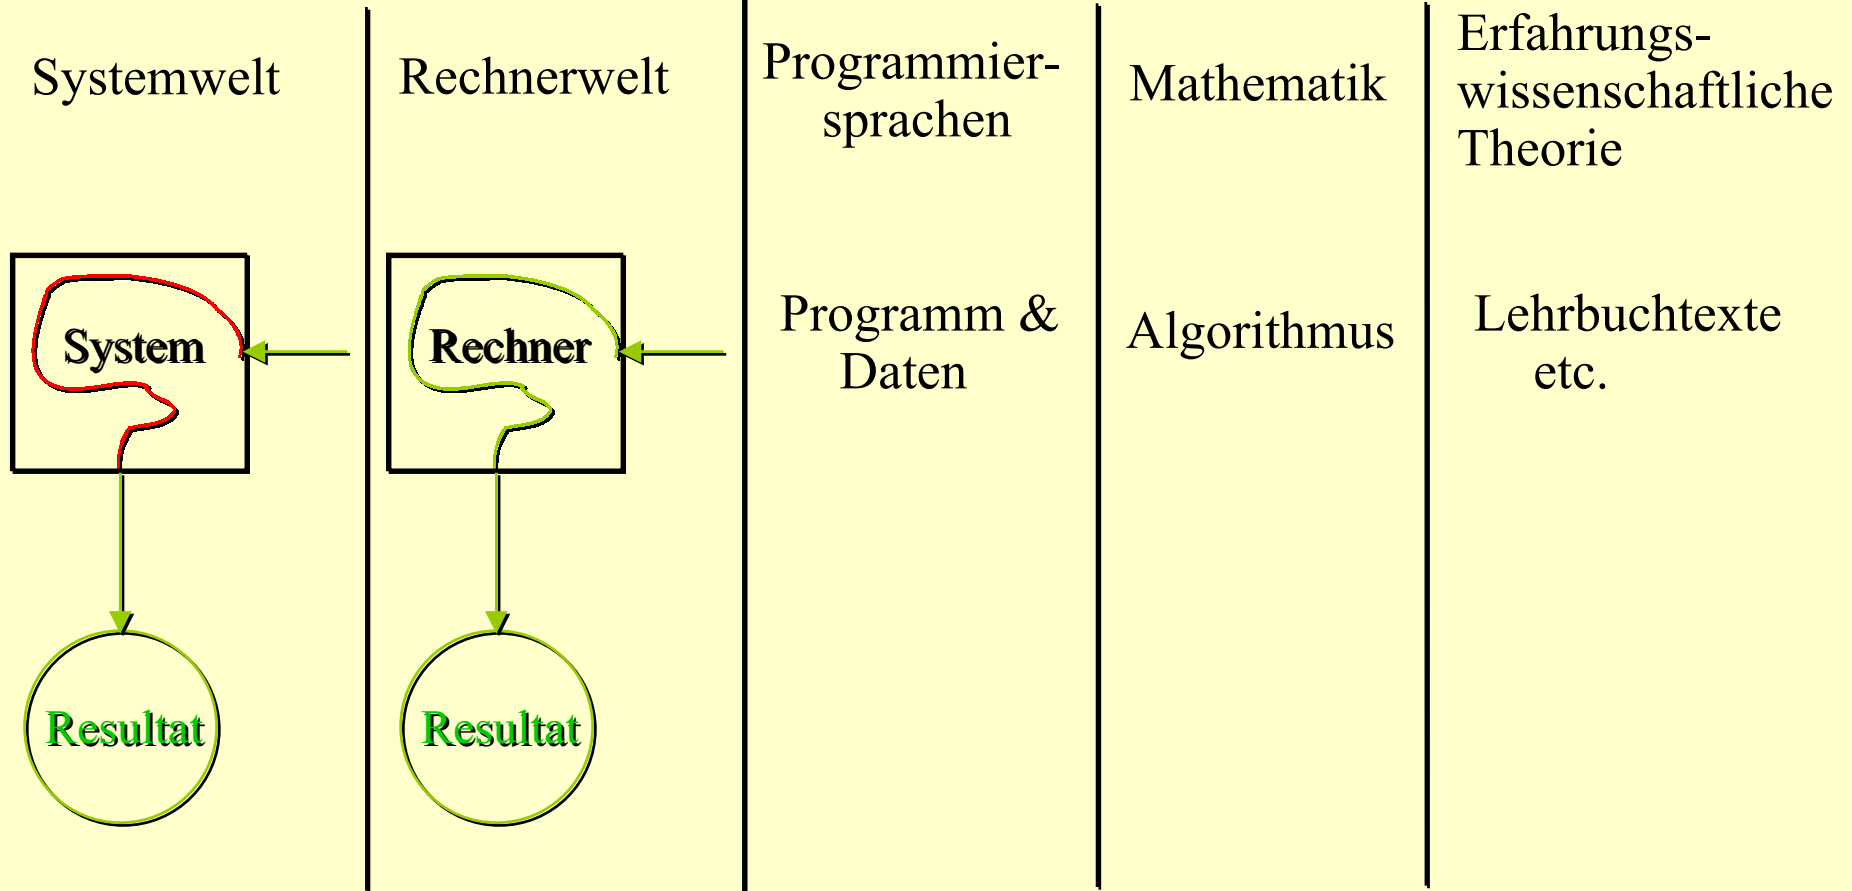 Systemwelt
Rechnerwelt
Programmier-
sprachen
Mathematik
Erfahrungs-
wissenschaftliche
Theorie
System
Rechner
Programm &
Daten
Algorithmus
Lehrbuchtexte
etc.
Resultat
Resultat